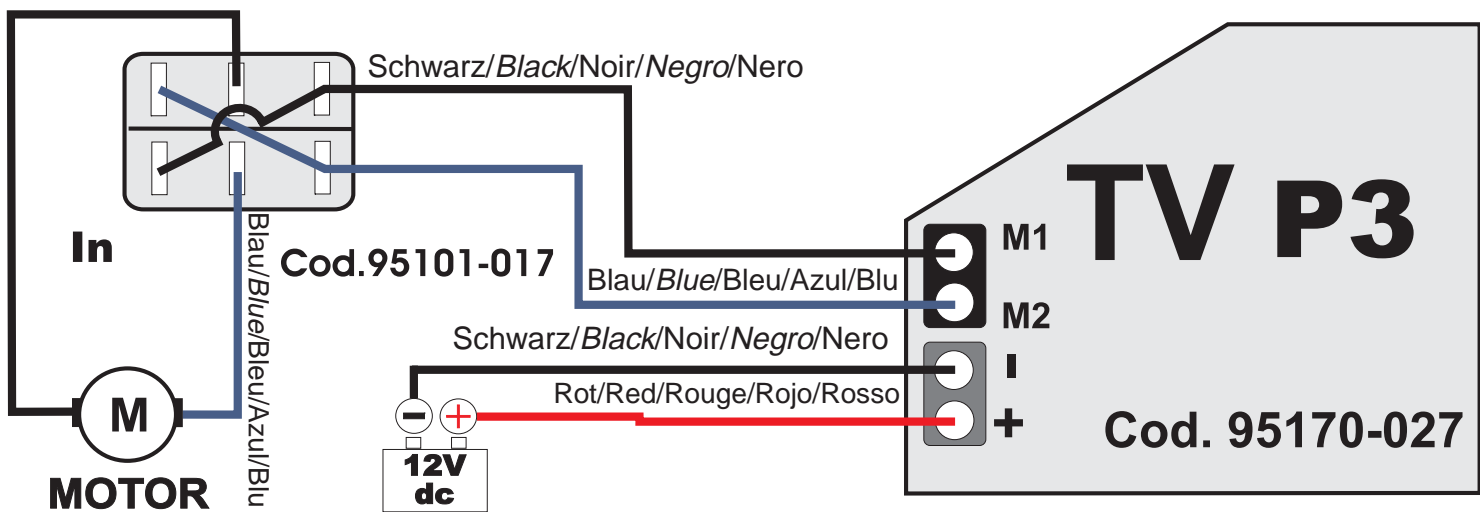 Schwarz/Black/Noir/Negro/Nero
In
Cod.95101-017
Blau/Blue/Bleu/Azul/Blu
Blau/Blue/Bleu/Azul/Blu
M1
M2
TV P3
Schwarz/Black/Noir/Negro/Nero
-
Rot/Red/Rouge/Rojo/Rosso
+
- +
12V
dc
M
MOTOR
Cod. 95170-027